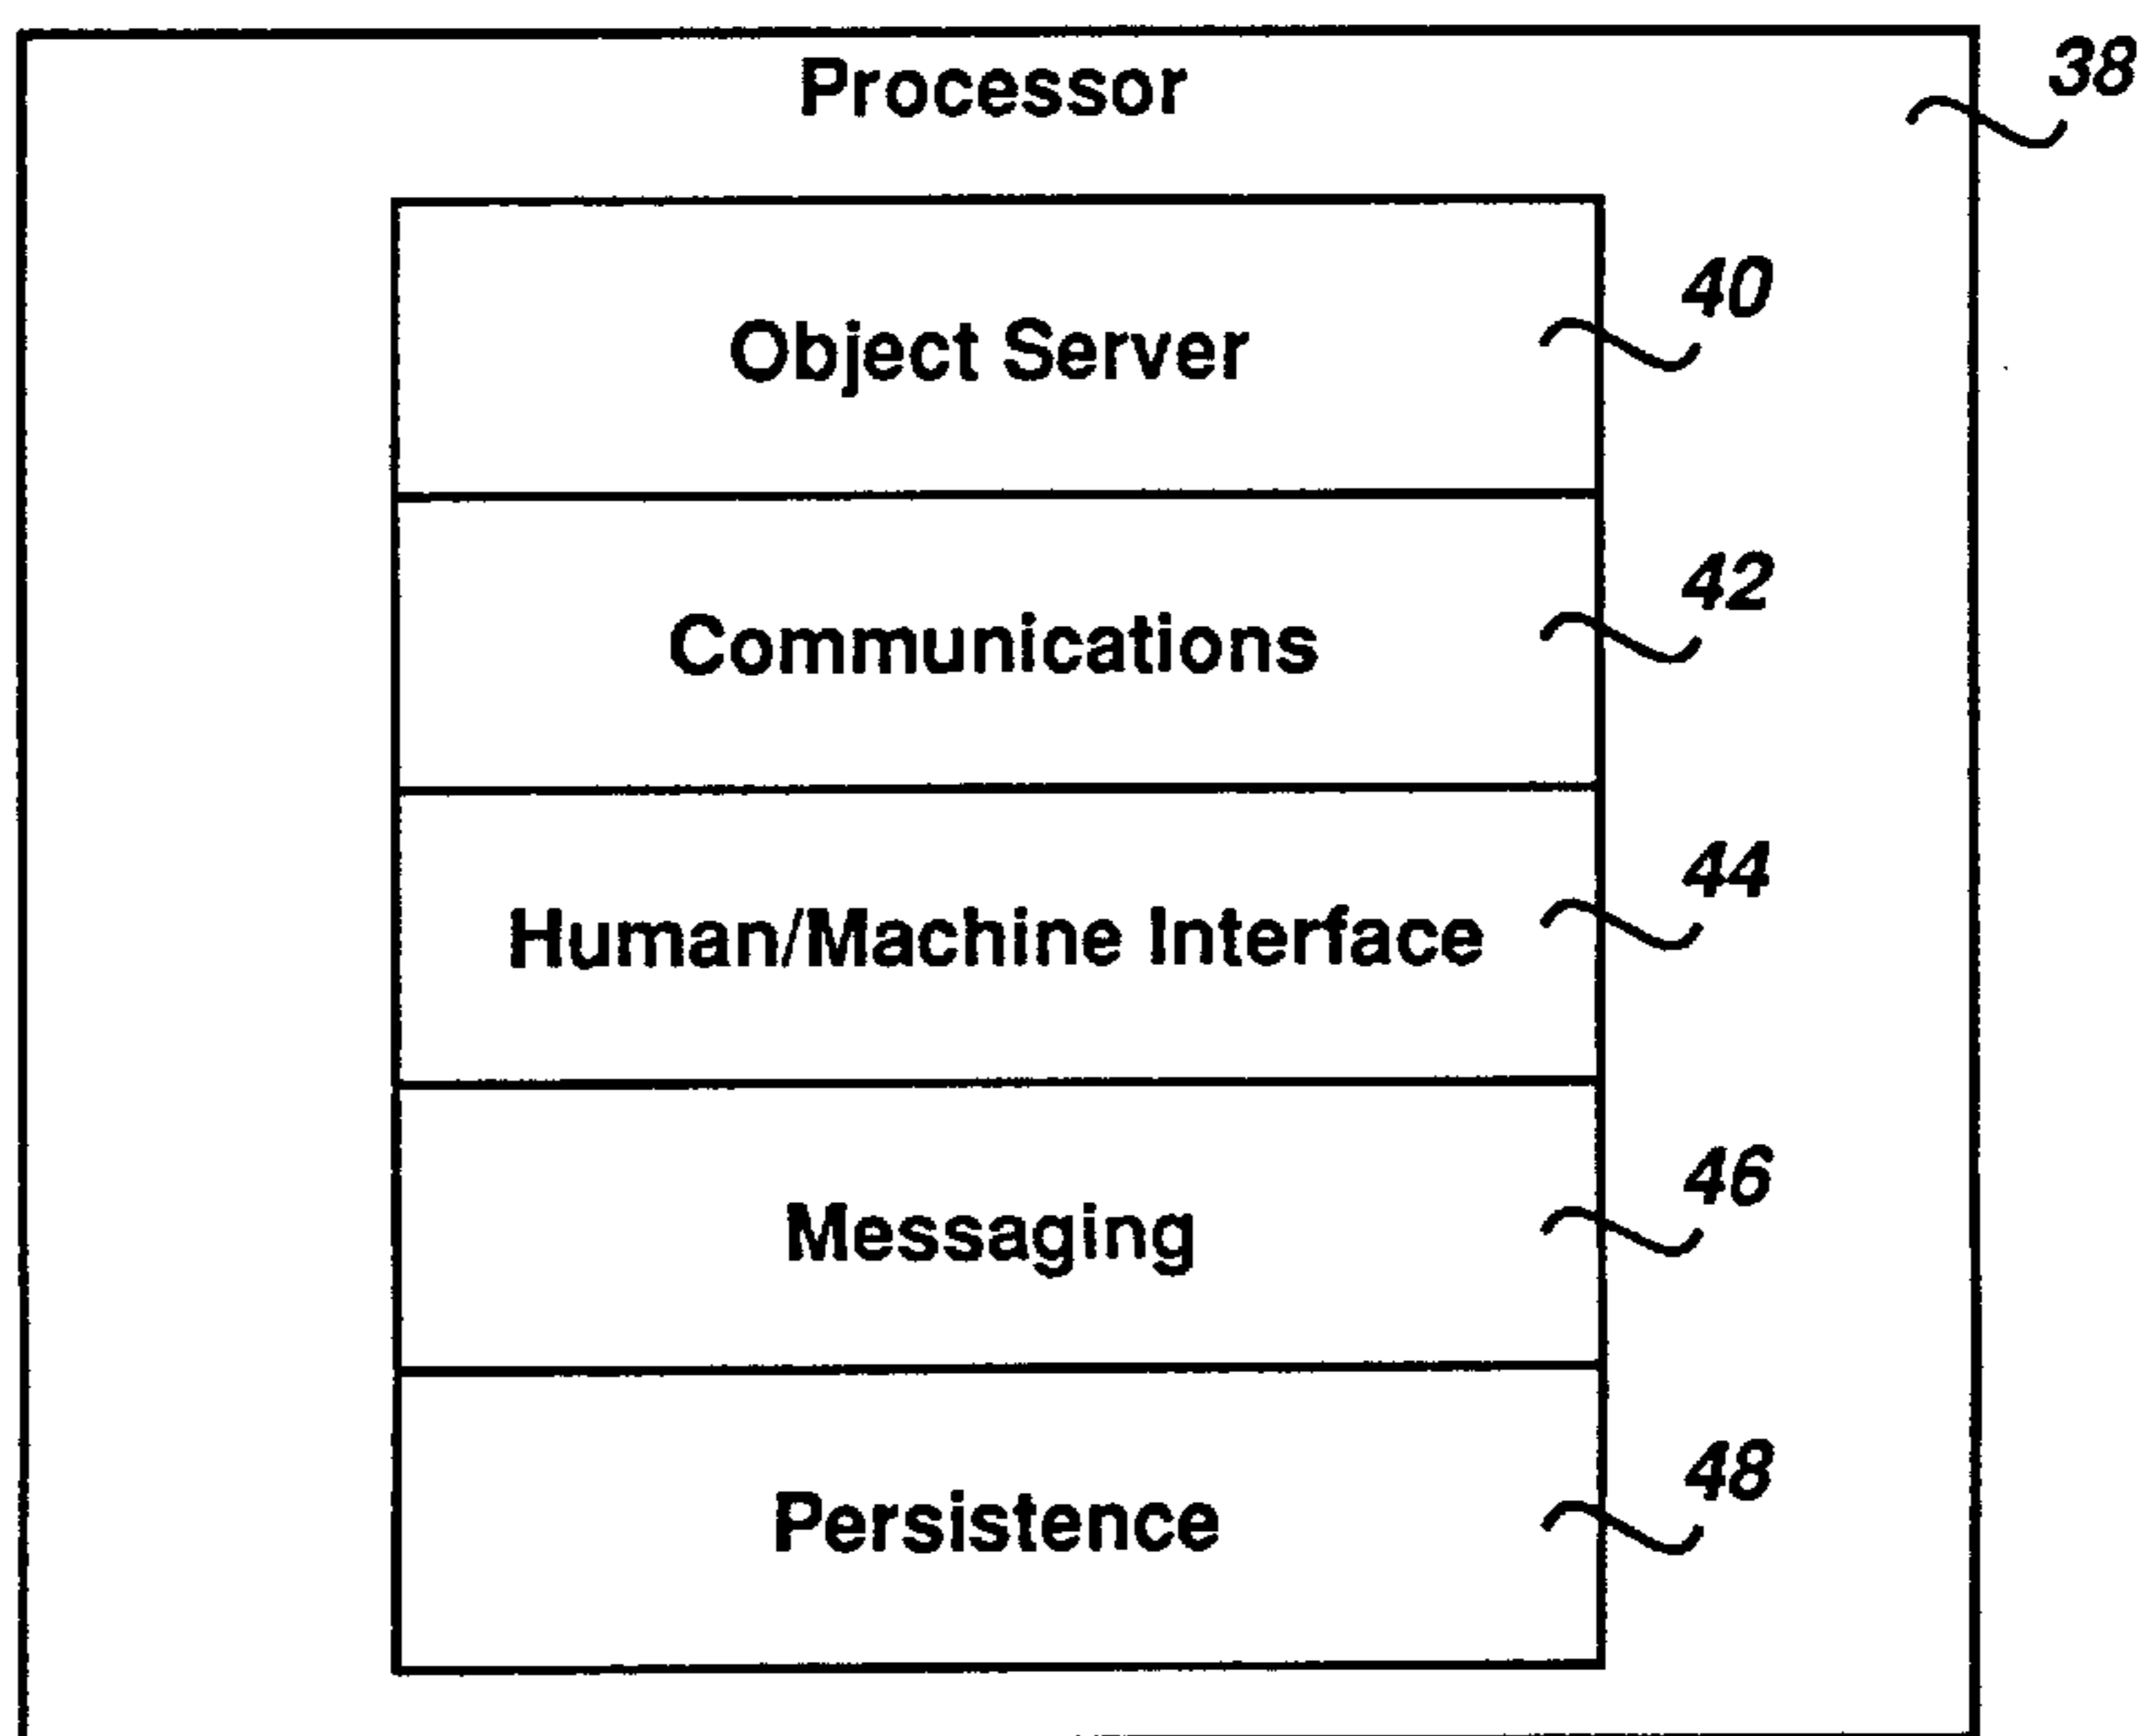 Processor
38
Object Server
40
Communications
42
Human/Machine Interface
44
Messaging
46
Persistence
48